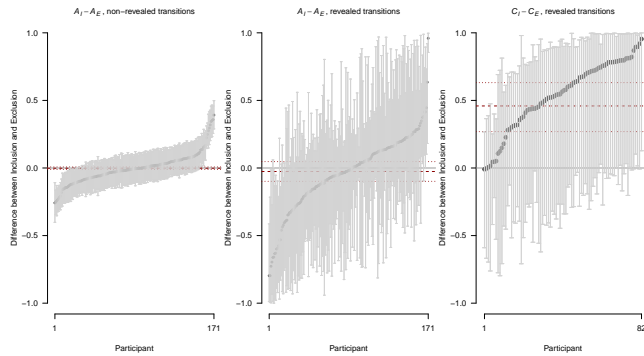 A_I − A_E, non−revealed transitions
Difference between Inclusion and Exclusion
1.0
0.5
0.0
−0.5
−1.0
1
171
Participant
A_I − A_E, revealed transitions
Difference between Inclusion and Exclusion
1.0
0.5
0.0
−0.5
−1.0
1
171
Participant
C_I − C_E, revealed transitions
Difference between Inclusion and Exclusion
1.0
0.5
0.0
−0.5
−1.0
1
82
Participant